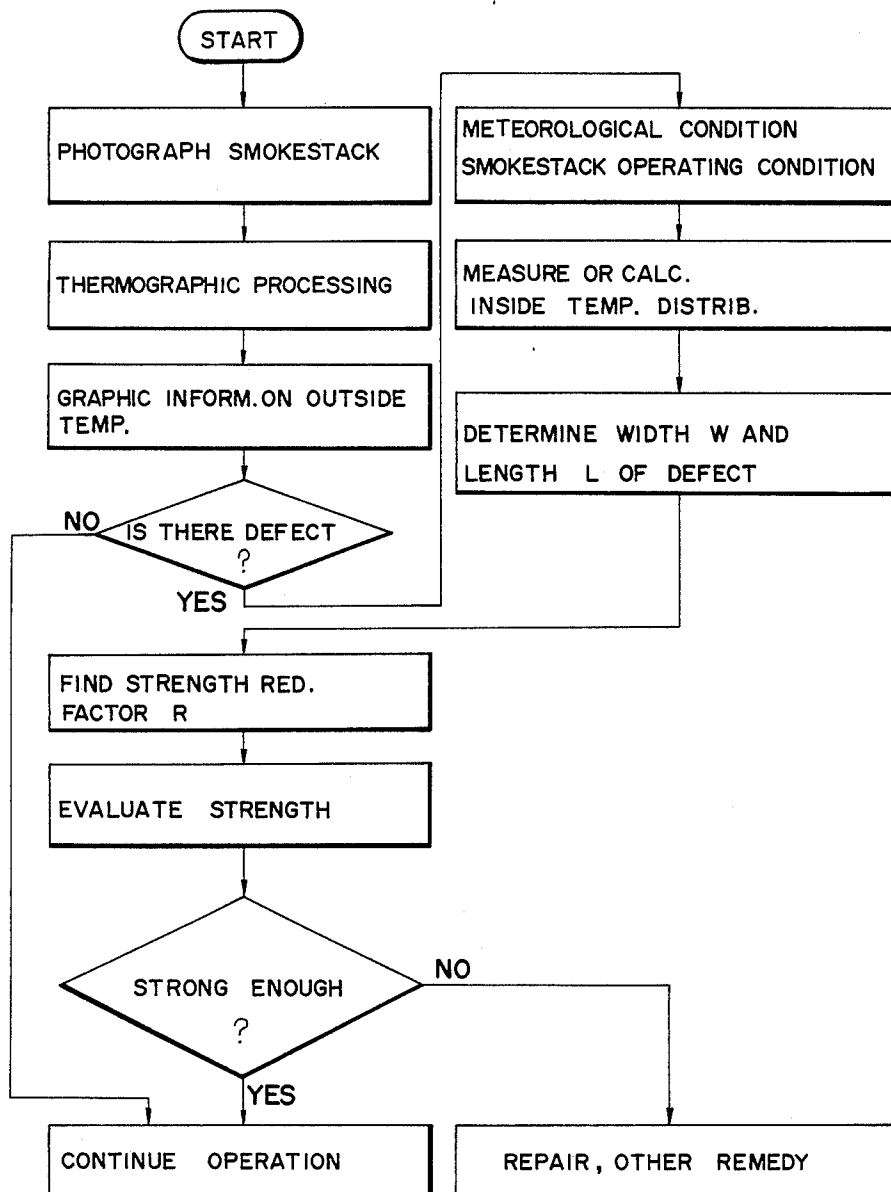 START
PHOTOGRAPH SMOKESTACK
THERMOGRAPHIC PROCESSING
GRAPHIC INFORM. ON OUTSIDE
TEMP.
IS THERE DEFECT
?
NO
YES
METEOROLOGICAL CONDITION
SMOKESTACK OPERATING CONDITION
MEASURE OR CALC.
INSIDE TEMP. DISTRIB.
DETERMINE WIDTH W AND
LENGTH L OF DEFECT
FIND STRENGTH RED.
FACTOR R
EVALUATE STRENGTH
STRONG ENOUGH
?
NO
YES
CONTINUE OPERATION
REPAIR, OTHER REMEDY